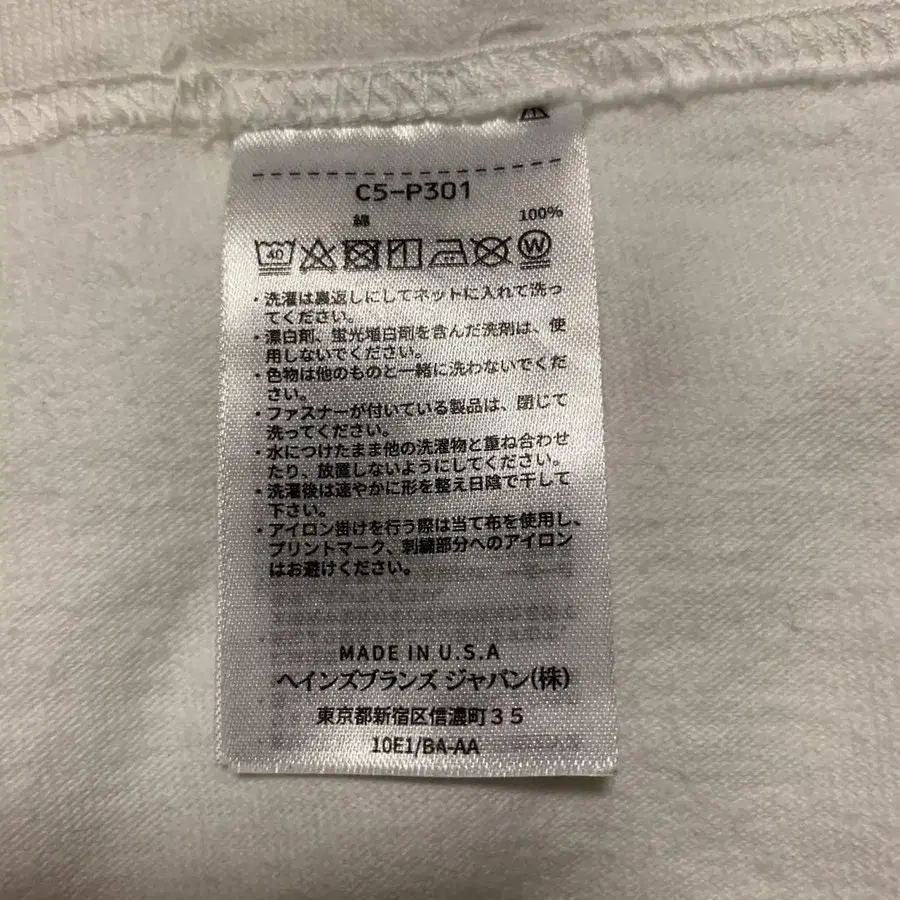 C5-P301
綿 100%
40
W
・洗濯は裏返しにしてネットに入れて洗っ
てください。
・漂白剤、蛍光増白剤を含んだ洗剤は、使
用しないでください。
・色物は他のものと一緒に洗わないでくだ
さい。
・ファスナーが付いている製品は、閉じて
洗ってください。
・水につけたまま他の洗濯物と重ね合わせ
たり、放置しないようにしてください。
・洗濯後は速やかに形を整え日陰で干して
下さい。
・アイロン掛けを行う際は当て布を使用し、
プリントマーク、刺繍部分へのアイロン
はお避けください。
MADE IN U.S.A
ヘインズブランズ ジャパン(株)
東京都新宿区信濃町35
10E1/BA-AA